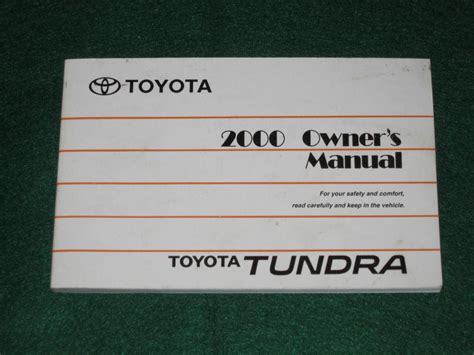 TOYOTA
2000 Owner's
Manual
For your safety and comfort,
read carefully and keep in the vehicle.
TOYOTA TUNDRA